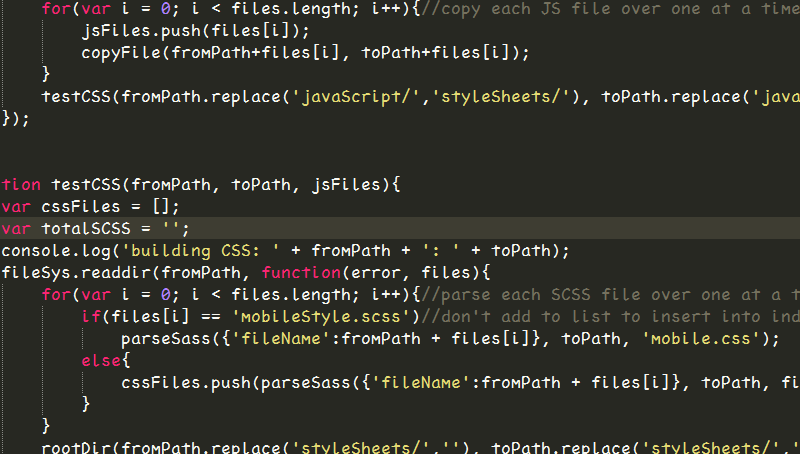 for(var i = 0; i < files.length; i++){//copy each JS file over one at a time
jsFiles.push(files[i]);
copyFile(fromPath+files[i], toPath+files[i]);
}
testCSS(fromPath.replace('javaScript/','styleSheets/'), toPath.replace('java
});
tion testCSS(fromPath, toPath, jsFiles){
var cssFiles = [];
var totalSCSS = '';
console.log('building CSS: ' + fromPath + ': ' + toPath);
fileSys.readdir(fromPath, function(error, files){
for(var i = 0; i < files.length; i++){//parse each SCSS file over one at a t
if(files[i] == 'mobileStyle.scss')//don't add to list to insert into ind
parseSass({'fileName':fromPath + files[i]}, toPath, 'mobile.css');
else{
cssFiles.push(parseSass({'fileName':fromPath + files[i]}, toPath, fi
}
}
rootDir(fromPath.replace('styleSheets/',''), toPath.replace('styleSheets/','